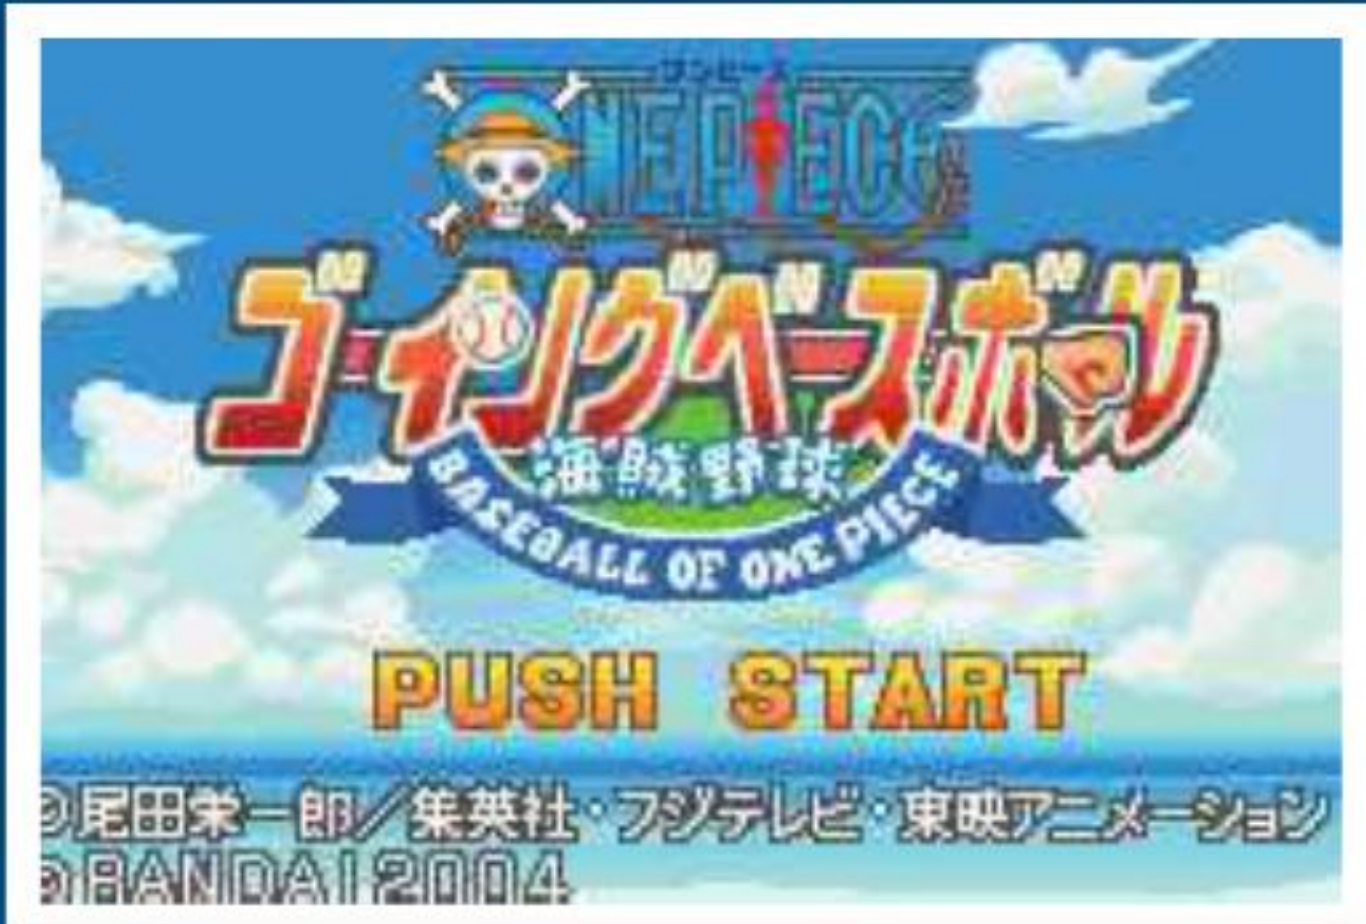 ワンピース
ONE PIECE
ゴーイングベースボール
海賊野球
BASEBALL OF ONE PIECE
PUSH START
©尾田栄一郎／集英社・フジテレビ・東映アニメーション
©BANDAI 2004